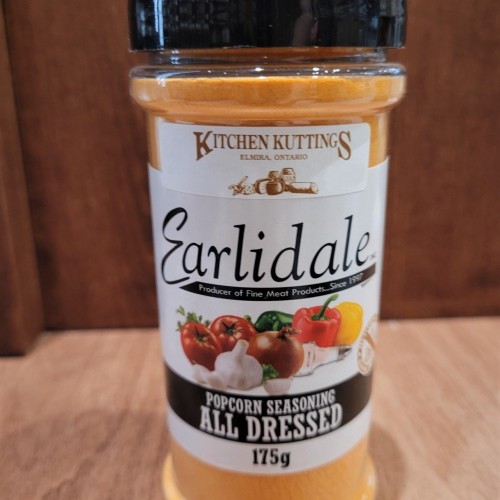 KITCHEN KUTTINGS
ELMIRA, ONTARIO
Earlidale
Producer of Fine Meat Products...Since 1997
POPCORN SEASONING
ALL DRESSED
175g